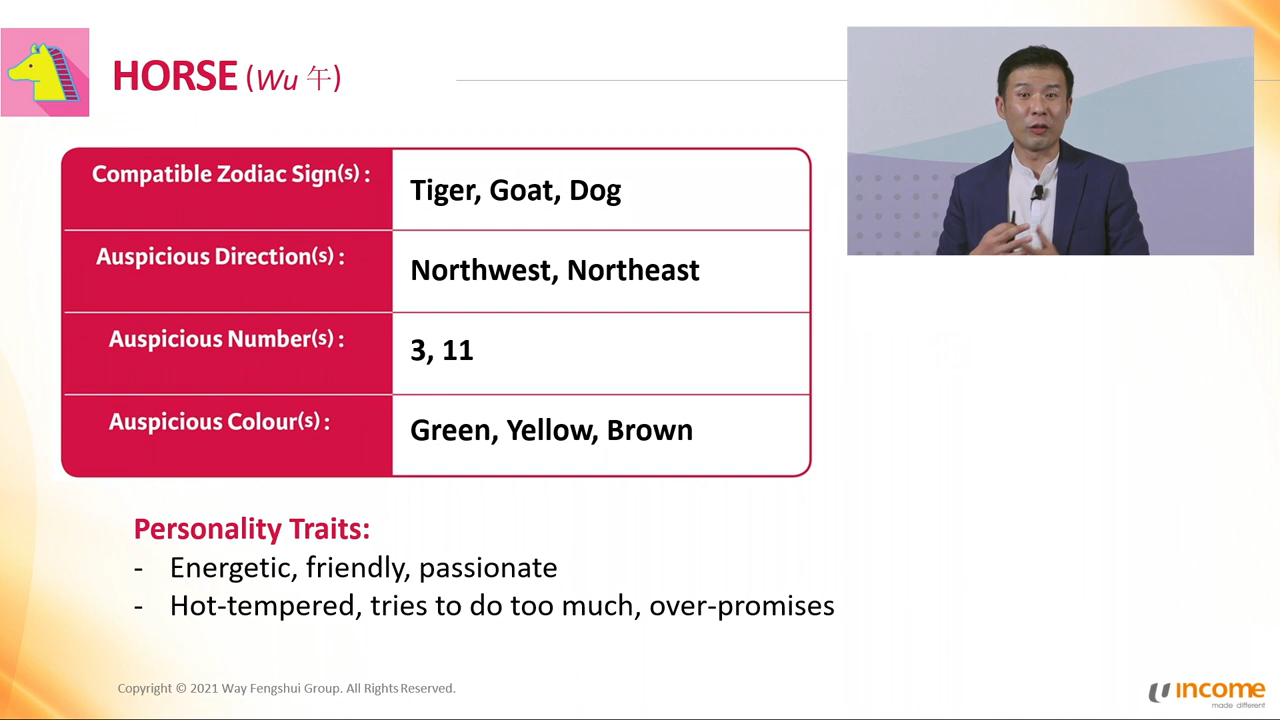 HORSE (Wu 午)
Compatible Zodiac Sign(s) :
Tiger, Goat, Dog
Auspicious Direction(s) :
Northwest, Northeast
Auspicious Number(s) :
3, 11
Auspicious Colour(s) :
Green, Yellow, Brown
Personality Traits:
- Energetic, friendly, passionate
- Hot-tempered, tries to do too much, over-promises
Copyright © 2021 Way Fengshui Group. All Rights Reserved.
income
made different